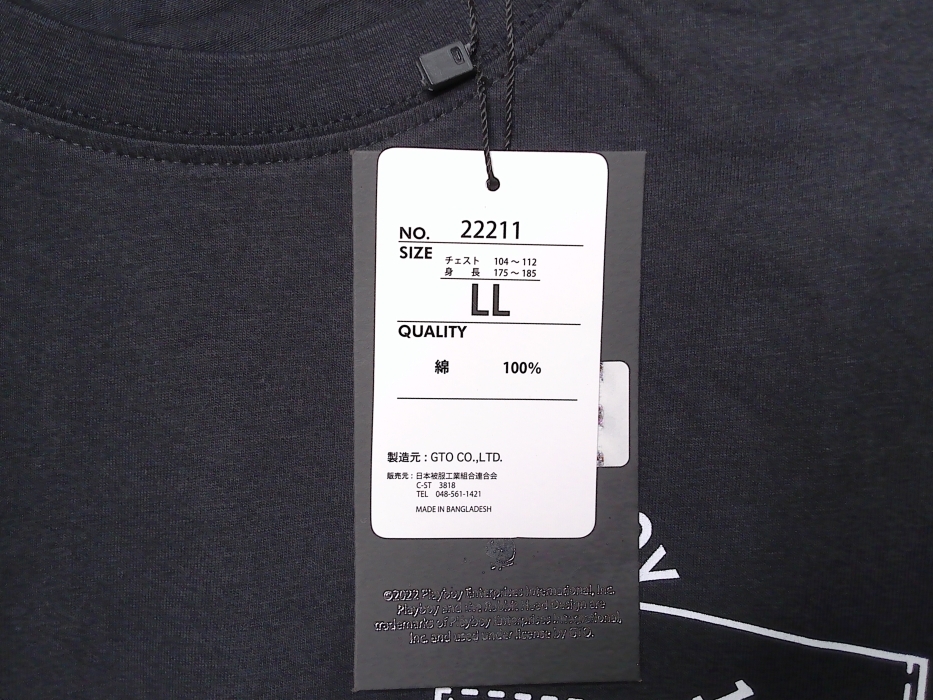 NO. 22211
SIZE
チェスト 104～112
身 長 175～185
LL
QUALITY
綿 100%
製造元：GTO CO.,LTD.
販売元：日本被服工業組合連合会
C-ST 3818
TEL 048-561-1421
MADE IN BANGLADESH
©2022 Playboy Enterprises International, Inc.
Playboy and Rabbit Head Design are
trademarks of Playboy Enterprises International,
Inc. and used under license by GTO.